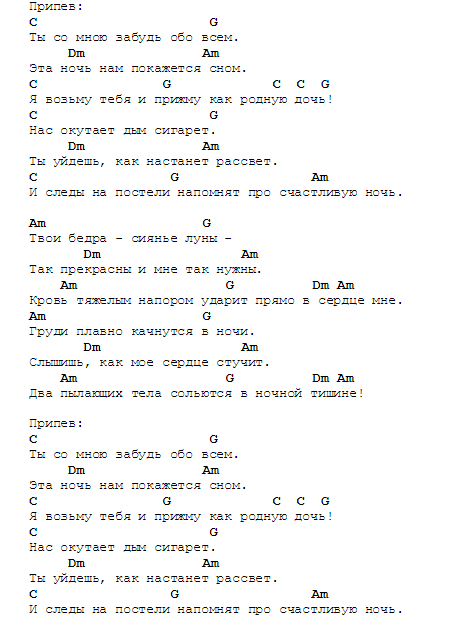 Припев:
C G
Ты со мною забудь обо всем.
Dm Am
Эта ночь нам покажется сном.
C G C C G
Я возьму тебя и прижму как родную дочь!
C G
Нас окутает дым сигарет.
Dm Am
Ты уйдешь, как настанет рассвет.
C G Am
И следы на постели напомнят про счастливую ночь.
Am G
Твои бедра – сиянье луны –
Dm Am
Так прекрасны и мне так нужны.
Am G Dm Am
Кровь тяжелым напором ударит прямо в сердце мне.
Am G
Груди плавно качнутся в ночи.
Dm Am
Слышишь, как мое сердце стучит.
Am G Dm Am
Два пылающих тела сольются в ночной тишине!
Припев:
C G
Ты со мною забудь обо всем.
Dm Am
Эта ночь нам покажется сном.
C G C C G
Я возьму тебя и прижму как родную дочь!
C G
Нас окутает дым сигарет.
Dm Am
Ты уйдешь, как настанет рассвет.
C G Am
И следы на постели напомнят про счастливую ночь.